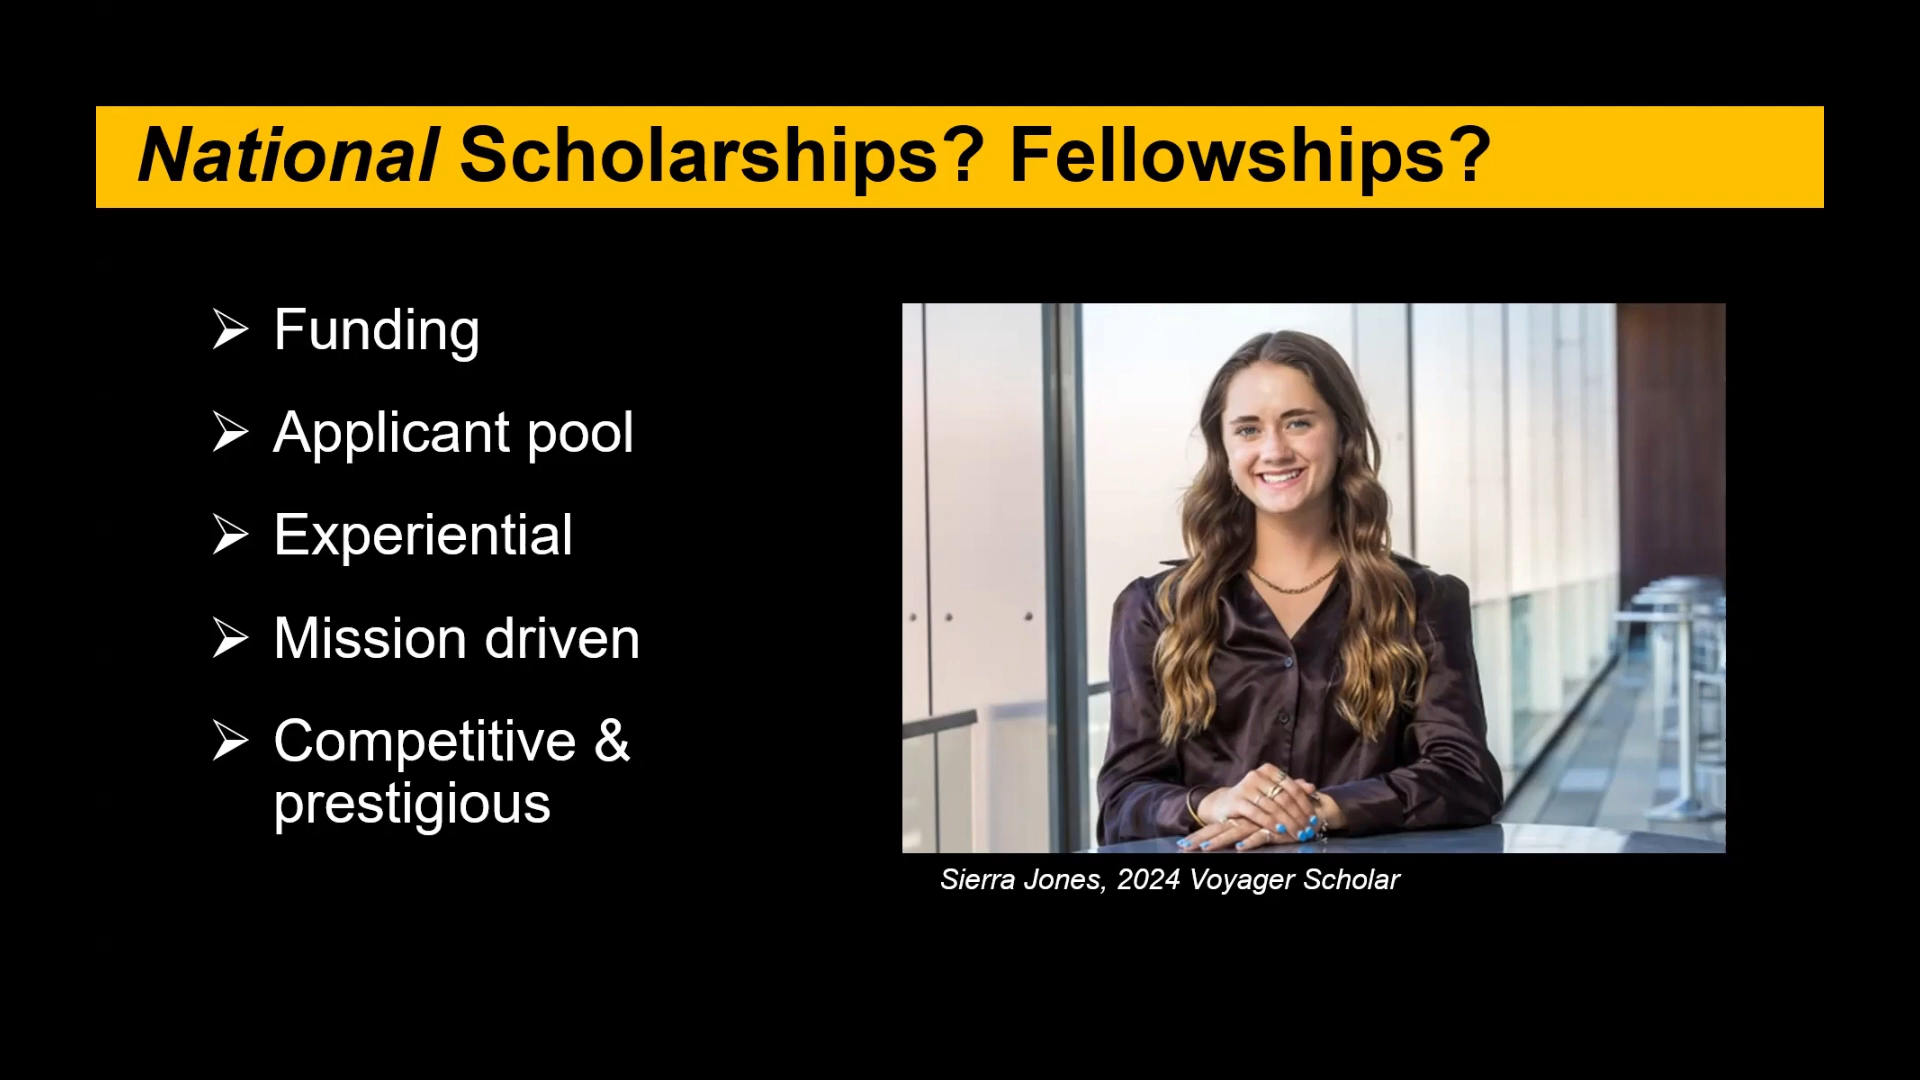 National Scholarships? Fellowships?
Funding
Applicant pool
Experiential
Mission driven
Competitive &
prestigious
Sierra Jones, 2024 Voyager Scholar